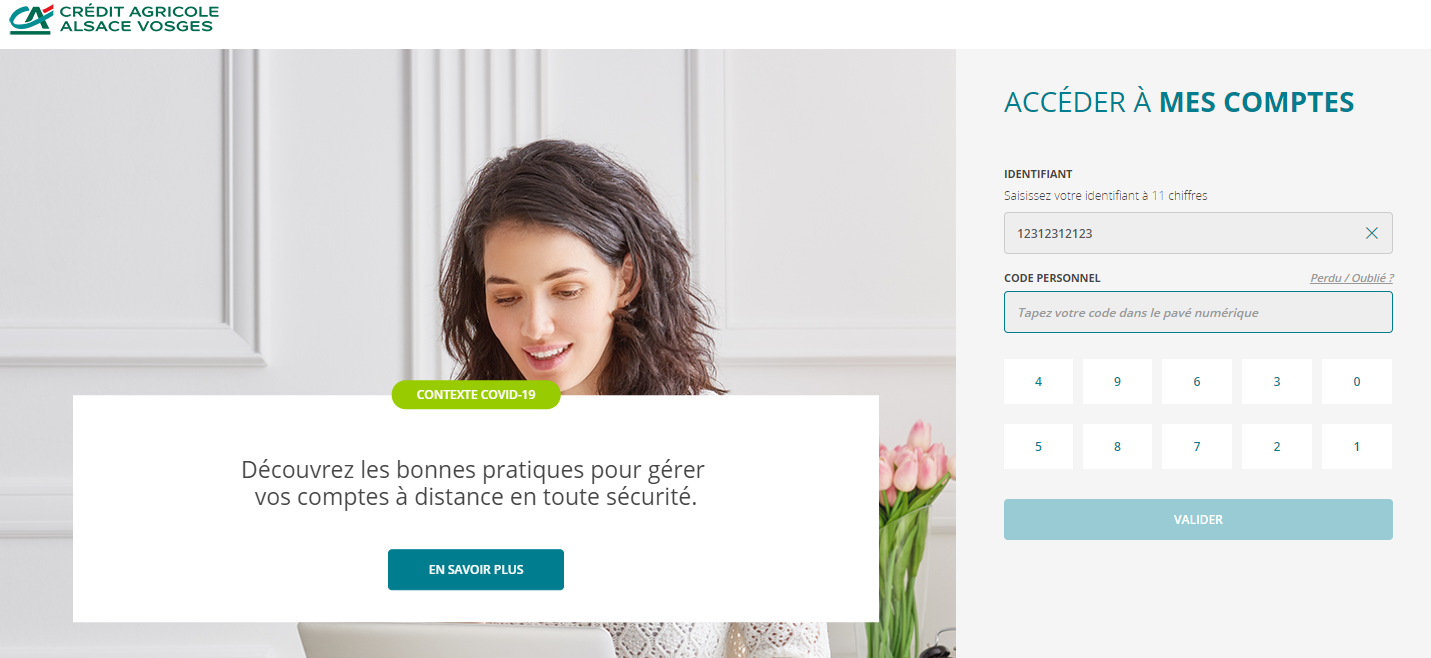 CRÉDIT AGRICOLE
ALSACE VOSGES
CONTEXTE COVID-19
Découvrez les bonnes pratiques pour gérer
vos comptes à distance en toute sécurité.
EN SAVOIR PLUS
ACCÉDER À MES COMPTES
IDENTIFIANT
Saisissez votre identifiant à 11 chiffres
12312312123
CODE PERSONNEL Perdu / Oublié ?
Tapez votre code dans le pavé numérique
4 9 6 3 0
5 8 7 2 1
VALIDER